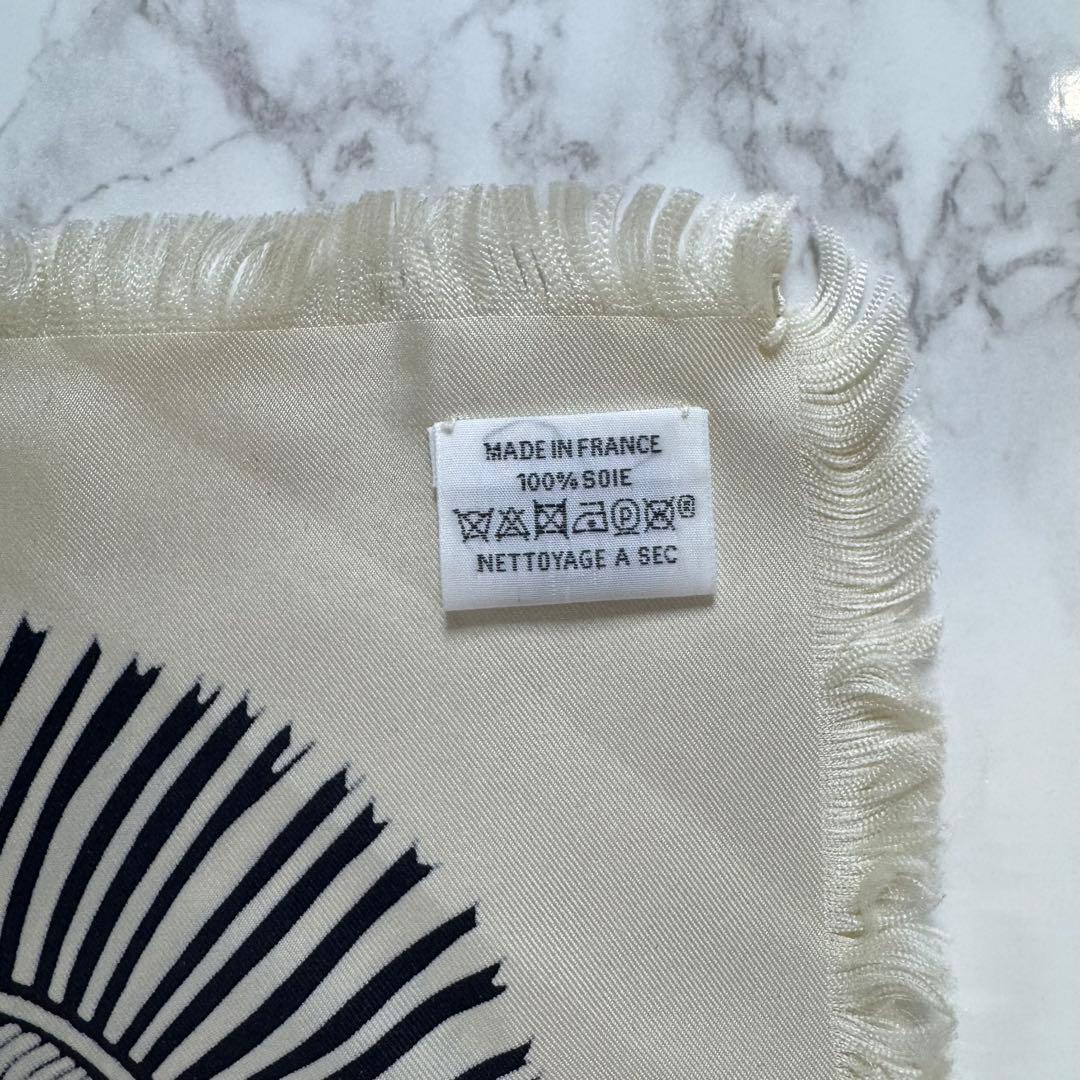 MADE IN FRANCE
100% SOIE
P ®
NETTOYAGE A SEC